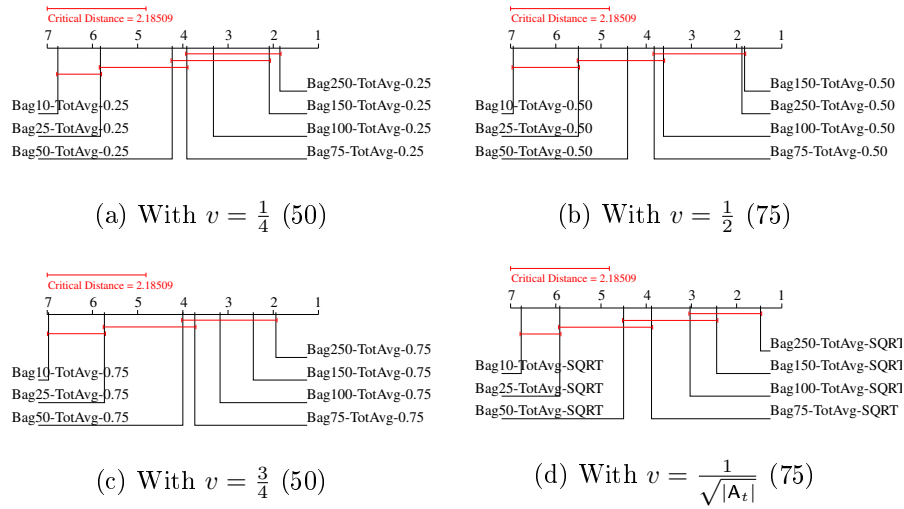 Critical Distance = 2.18509
7 6 5 4 3 2 1
Bag250-TotAvg-0.25
Bag10-TotAvg-0.25 Bag150-TotAvg-0.25
Bag25-TotAvg-0.25 Bag100-TotAvg-0.25
Bag50-TotAvg-0.25 Bag75-TotAvg-0.25
(a) With v = 1/4 (50)
Critical Distance = 2.18509
7 6 5 4 3 2 1
Bag150-TotAvg-0.50
Bag10-TotAvg-0.50 Bag250-TotAvg-0.50
Bag25-TotAvg-0.50 Bag100-TotAvg-0.50
Bag50-TotAvg-0.50 Bag75-TotAvg-0.50
(b) With v = 1/2 (75)
Critical Distance = 2.18509
7 6 5 4 3 2 1
Bag250-TotAvg-0.75
Bag10-TotAvg-0.75 Bag150-TotAvg-0.75
Bag25-TotAvg-0.75 Bag100-TotAvg-0.75
Bag50-TotAvg-0.75 Bag75-TotAvg-0.75
(c) With v = 3/4 (50)
Critical Distance = 2.18509
7 6 5 4 3 2 1
Bag250-TotAvg-SQRT
Bag10-TotAvg-SQRT Bag150-TotAvg-SQRT
Bag25-TotAvg-SQRT Bag100-TotAvg-SQRT
Bag50-TotAvg-SQRT Bag75-TotAvg-SQRT
(d) With v = 1/√|A_t| (75)